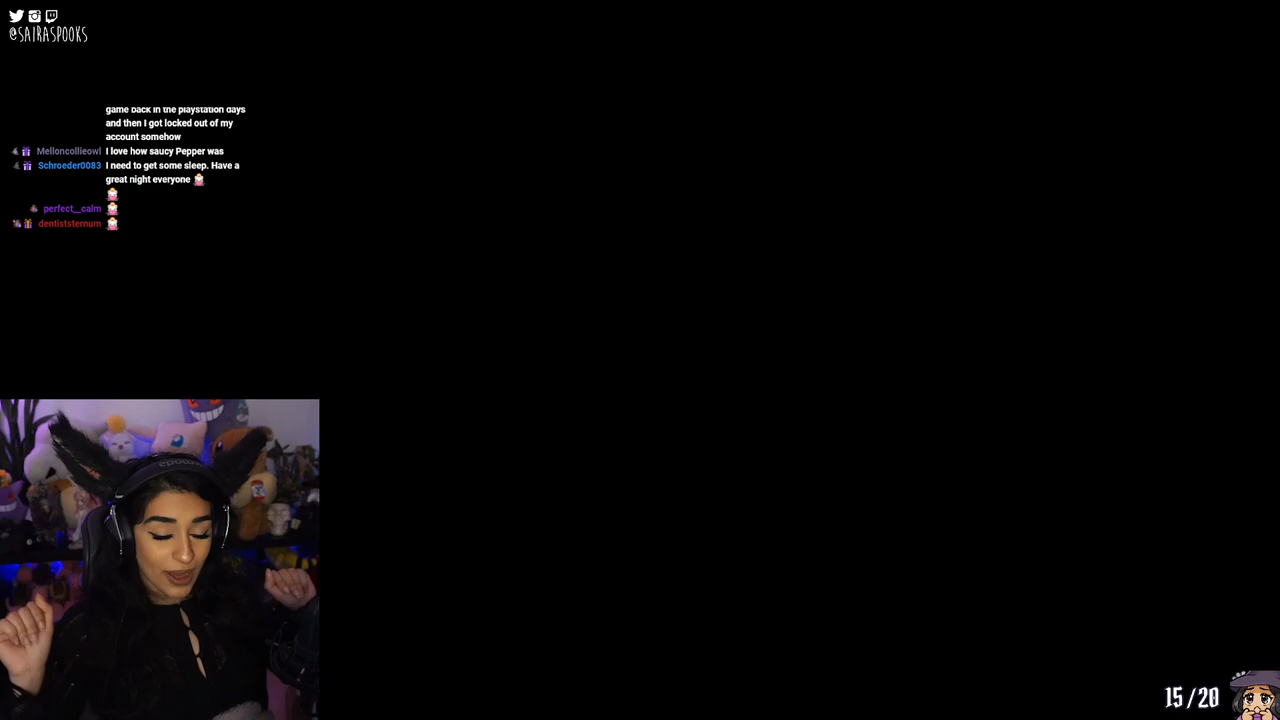 @SAIRASPOOKS
game back in the playstation days
and then I got locked out of my
account somehow
Melloncollieowl I love how saucy Pepper was
Schroeder0083 I need to get some sleep. Have a
great night everyone
perfect__calm
dentiststernum
15/20